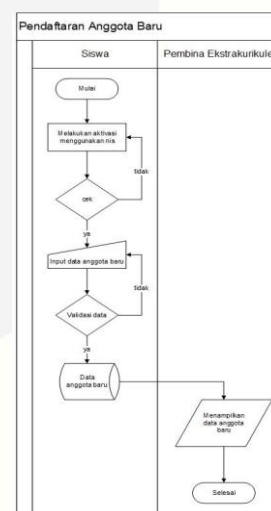 Pendaftaran Anggota Baru
Siswa
Pembina Ekstrakurikule
Mulai
Melakukan aktivasi
menggunakan nis
tidak
cek
ya
Input data anggota baru
tidak
Validasi data
ya
Data
anggota baru
Menampilkan
data anggota
baru
Selesai